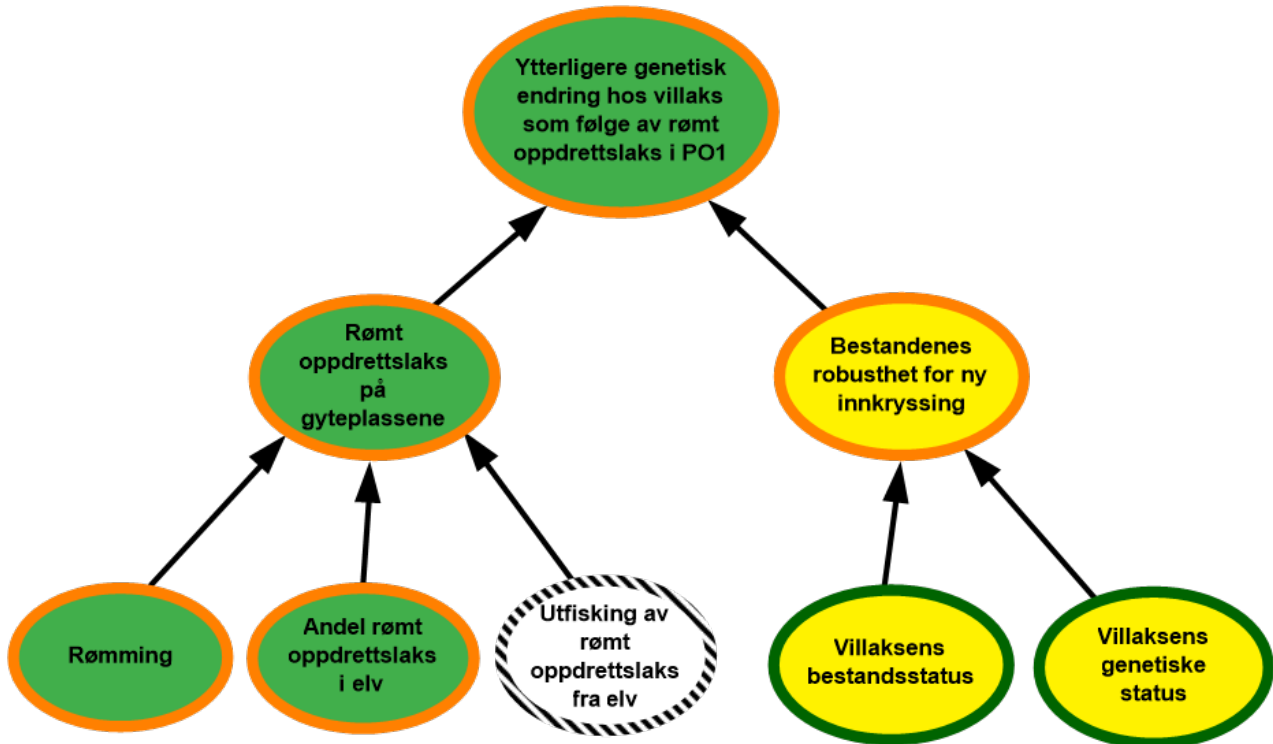 Ytterligere genetisk
endring hos villaks
som følge av rømt
oppdrettslaks i PO1
Rømt
oppdrettslaks
på
gyteplassene
Bestandenes
robusthet for ny
innkryssing
Rømming
Andel rømt
oppdrettslaks
i elv
Utfisking av
rømt
oppdrettslaks
fra elv
Villaksens
bestandsstatus
Villaksens
genetiske
status